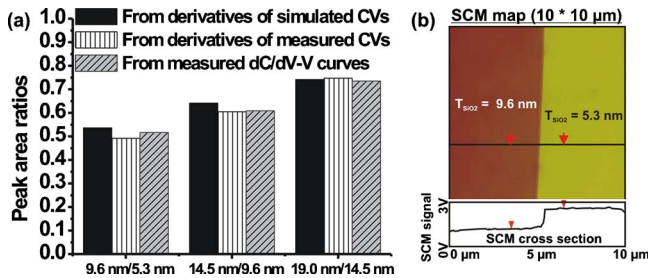 (a)
From derivatives of simulated CVs
From derivatives of measured CVs
From measured dC/dV-V curves
Peak area ratios
1.0
0.9
0.8
0.7
0.6
0.5
0.4
0.3
0.2
0.1
0.0
9.6 nm/5.3 nm
14.5 nm/9.6 nm
19.0 nm/14.5 nm
(b)
SCM map (10 * 10 µm)
TSiO2 = 9.6 nm
TSiO2 = 5.3 nm
SCM signal
3V
0V
SCM cross section
0 µm
5 µm
10 µm